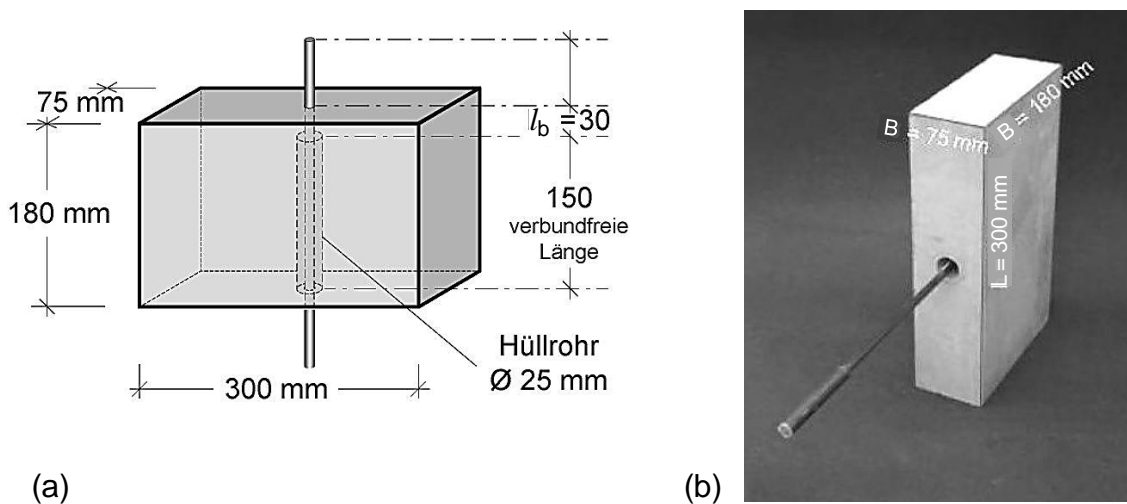 75 mm
l_b = 30
180 mm
150
verbundfreie
Länge
Hüllrohr
Ø 25 mm
300 mm
(a)
B = 75 mm
B = 180 mm
L = 300 mm
(b)